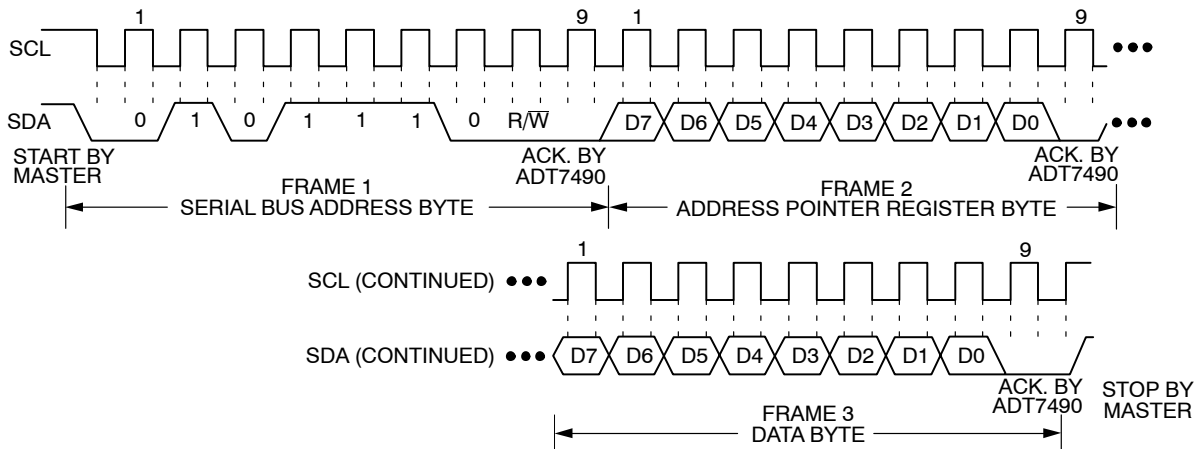 1 9 1 9
SCL
SDA 0 1 0 1 1 1 0 R/W̅ D7 D6 D5 D4 D3 D2 D1 D0
START BY MASTER
ACK. BY ADT7490
ACK. BY ADT7490
FRAME 1
SERIAL BUS ADDRESS BYTE
FRAME 2
ADDRESS POINTER REGISTER BYTE
1 9
SCL (CONTINUED)
SDA (CONTINUED) D7 D6 D5 D4 D3 D2 D1 D0
ACK. BY ADT7490
STOP BY MASTER
FRAME 3
DATA BYTE